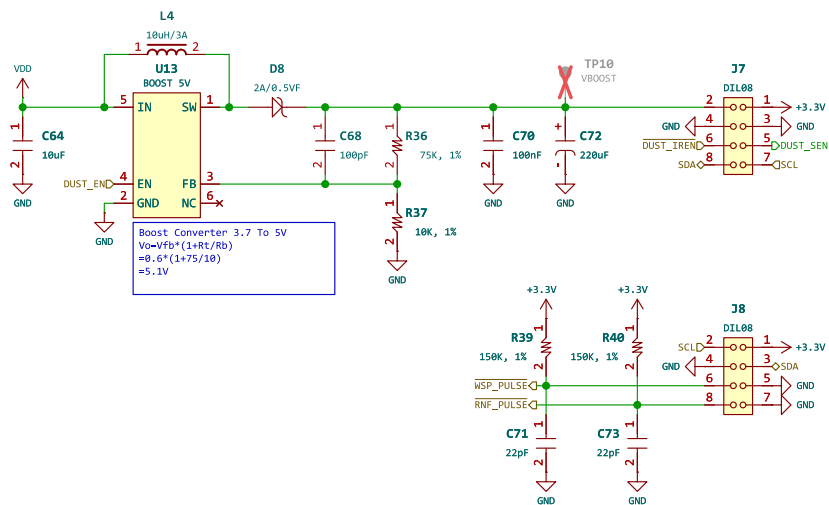 L4
10uH/3A
1 2
VDD
U13
BOOST 5V
5 IN
SW 1
4 EN
FB 3
2 GND
NC 6
DUST_EN
GND
1
C64
10uF
2
GND
D8
2A/0.5VF
1
C68
100pF
2
1
R36
75K, 1%
2
1
R37
10K, 1%
2
GND
1
C70
100nF
2
GND
TP10
VBOOST
+
1
C72
220uF
-
2
GND
J7
DIL08
2 1 +3.3V
GND 4 3 GND
DUST_IREN 6 5 DUST_SEN
SDA 8 7 SCL
Boost Converter 3.7 To 5V
Vo=Vfb*(1+Rt/Rb)
=0.6*(1+75/10)
=5.1V
+3.3V
+3.3V
1
R39
150K, 1%
2
1
R40
150K, 1%
2
WSP_PULSE
RNF_PULSE
1
C71
22pF
2
GND
1
C73
22pF
2
GND
J8
DIL08
SCL 2 1 +3.3V
GND 4 3 SDA
6 5 GND
8 7 GND